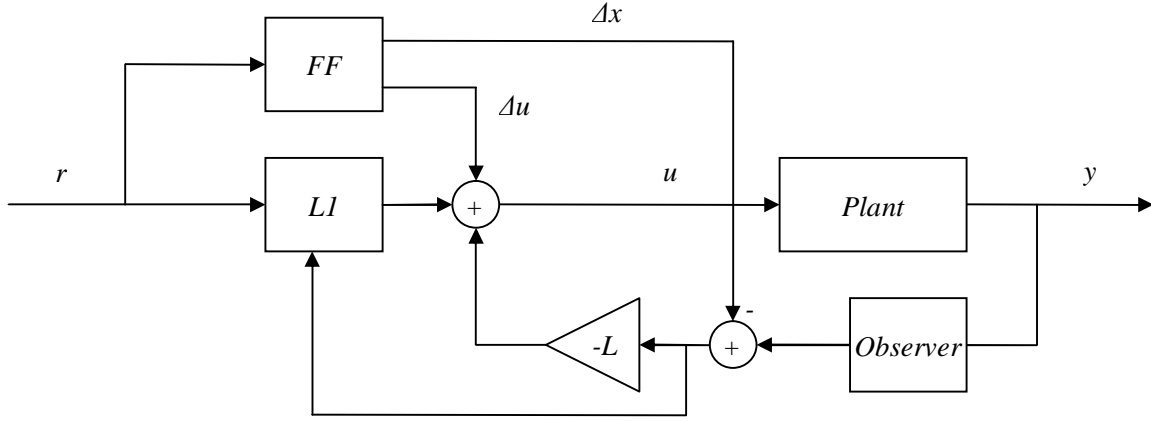 Δx
FF
Δu
r
u
y
L1
+
Plant
-
-L
+
Observer